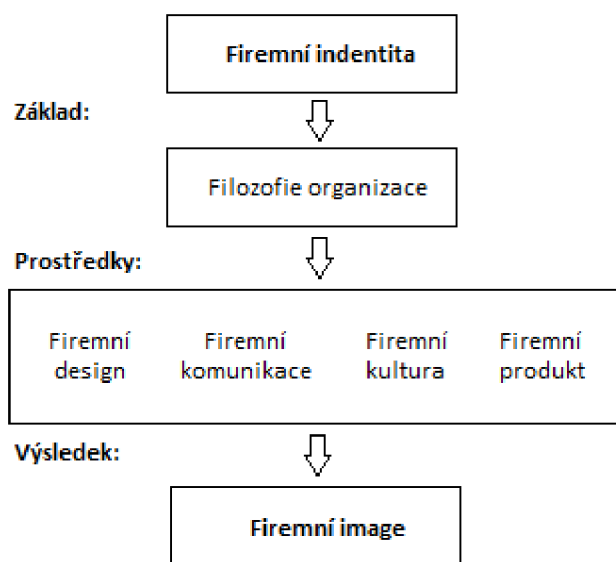 Firemní indentita
Základ:
Filozofie organizace
Prostředky:
Firemní design
Firemní komunikace
Firemní kultura
Firemní produkt
Výsledek:
Firemní image